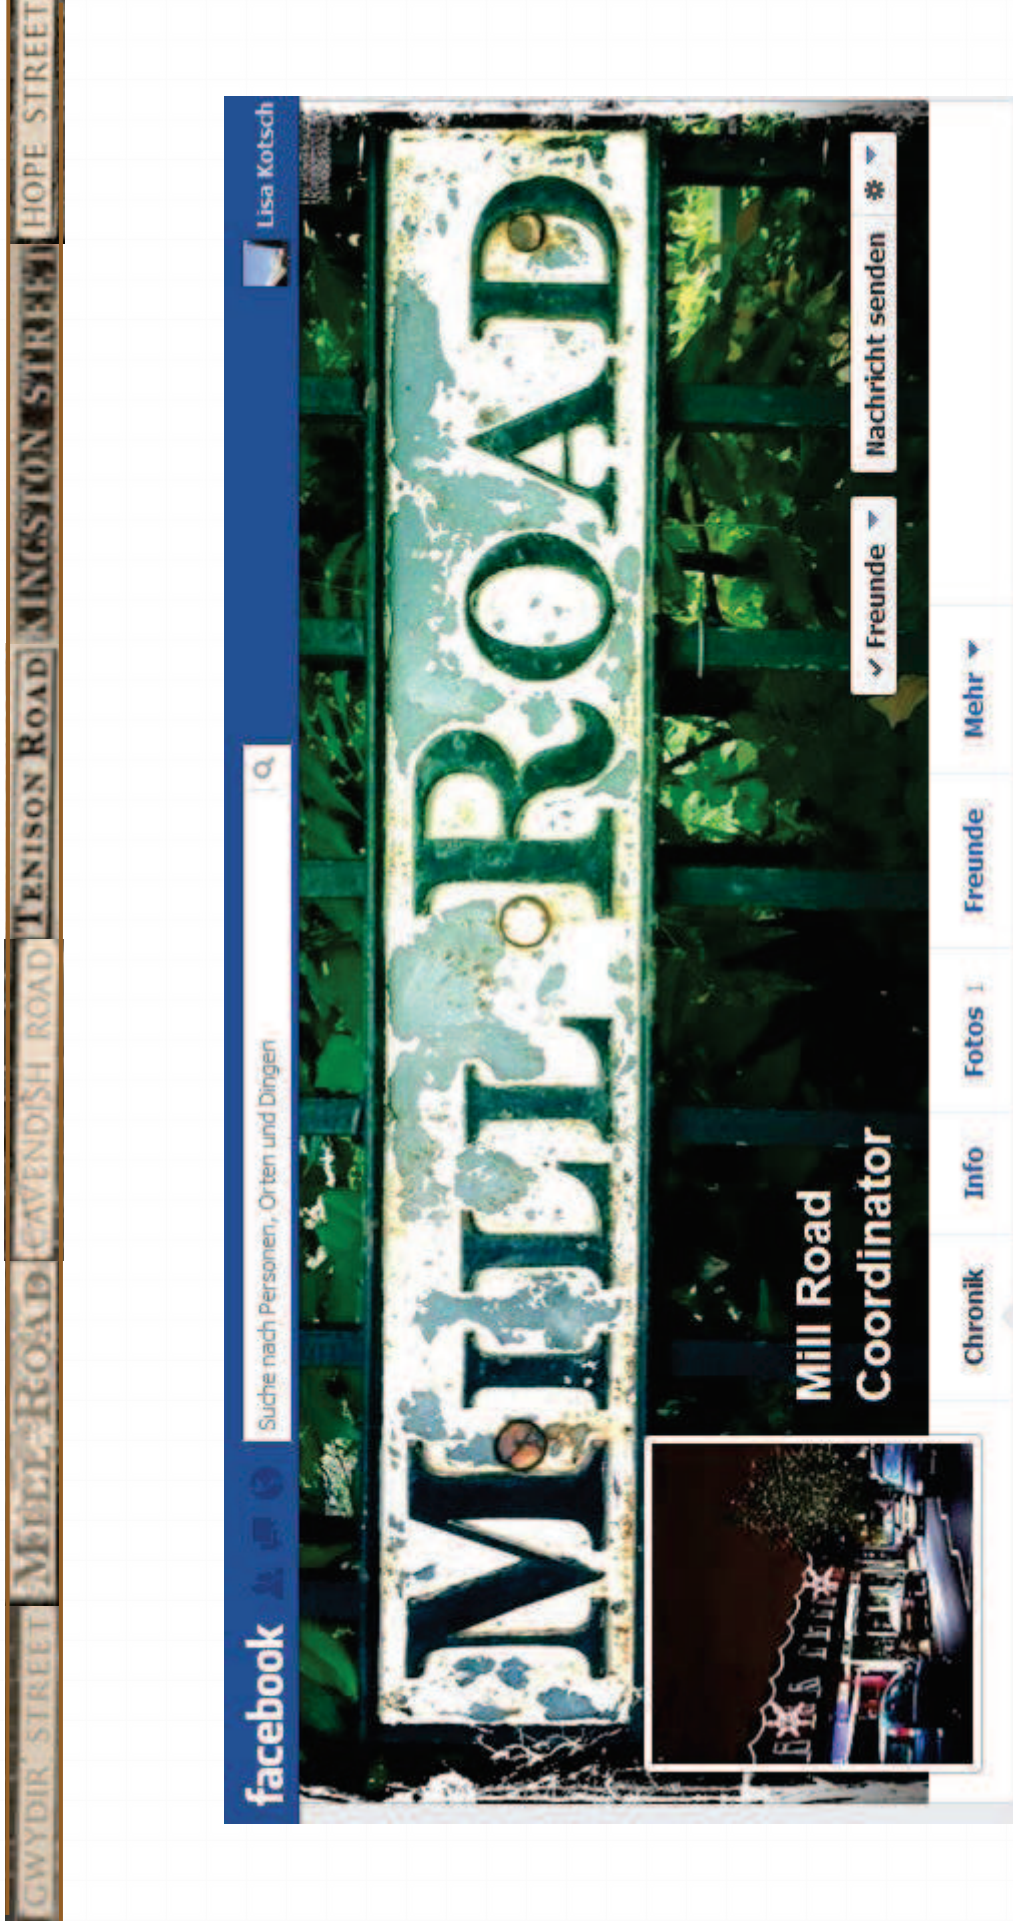 GWYDIR STREET
MILL ROAD
CAVENDISH ROAD
TENISON ROAD
KINGSTON STREET
HOPE STREET
facebook
Suche nach Personen, Orten und Dingen
Lisa Kotsch
MILL ROAD
Mill Road
Coordinator
Freunde
Nachricht senden
Chronik
Info
Fotos 1
Freunde
Mehr